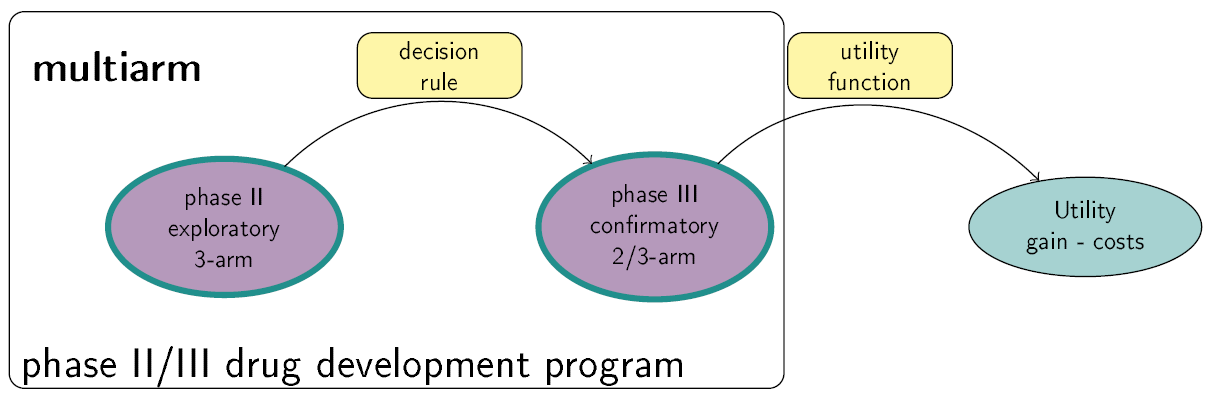 multiarm
decision
rule
utility
function
phase II
exploratory
3-arm
phase III
confirmatory
2/3-arm
Utility
gain - costs
phase II/III drug development program